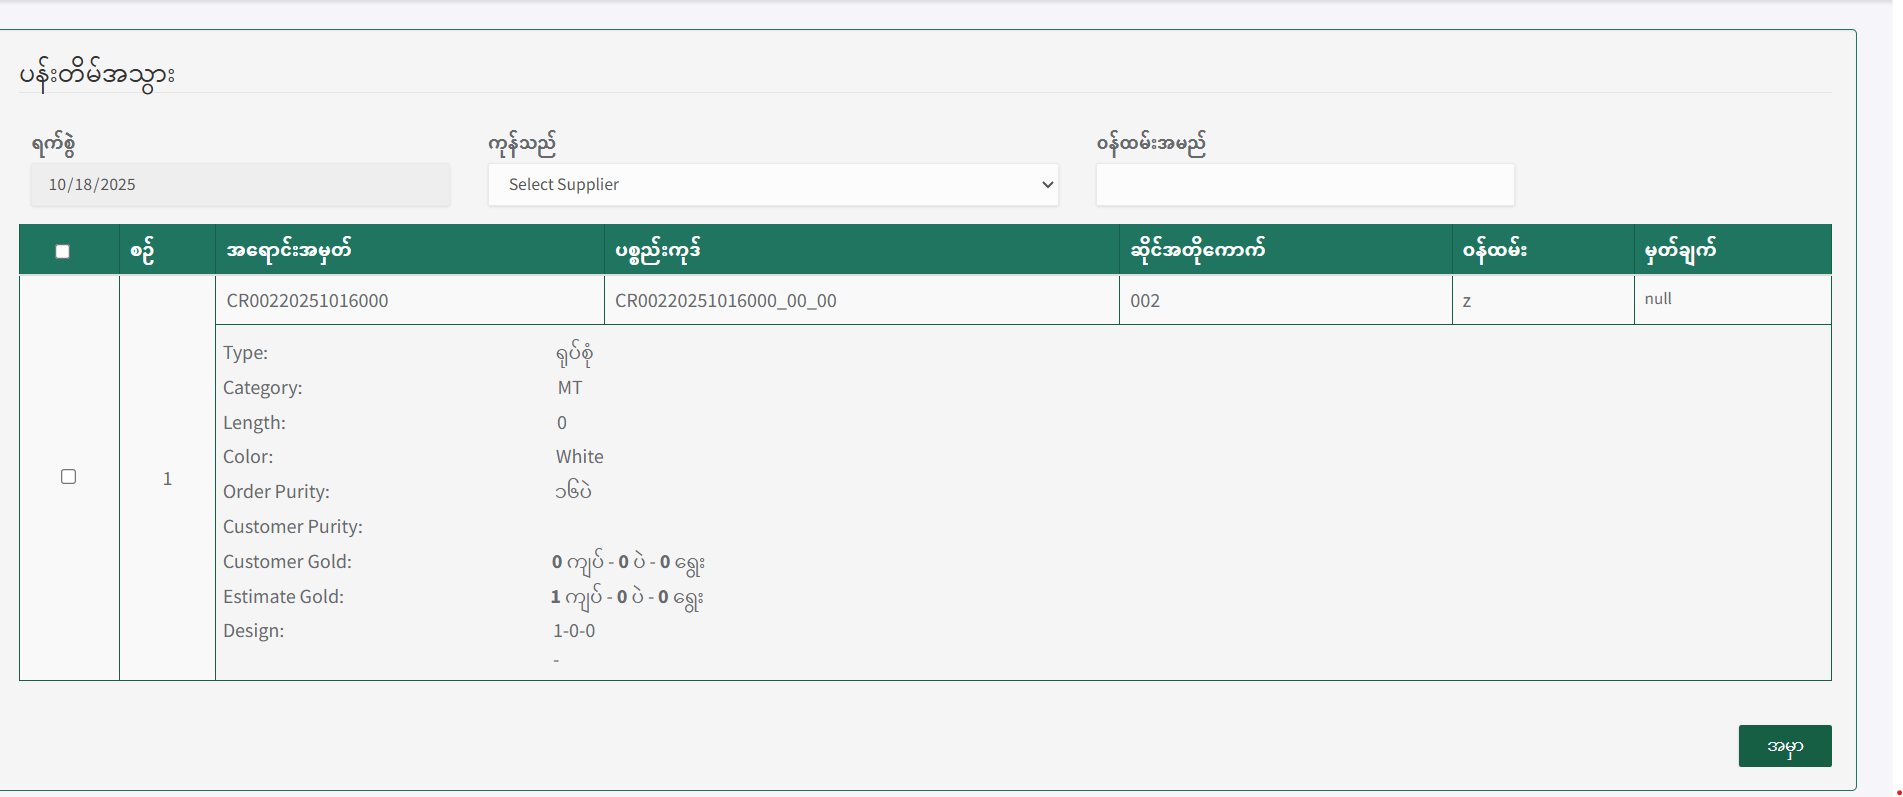 ပန်းတိမ်အသွား
ရက်စွဲ ကုန်သည် ဝန်ထမ်းအမည်
10/18/2025 Select Supplier
စဉ် အရောင်းအမှတ် ပစ္စည်းကုဒ် ဆိုင်အတိုကောက် ဝန်ထမ်း မှတ်ချက်
1 CR00220251016000 CR00220251016000_00_00 002 z null
Type: ရုပ်စုံ
Category: MT
Length: 0
Color: White
Order Purity: ၁၆ပဲ
Customer Purity:
Customer Gold: 0 ကျပ် - 0 ပဲ - 0 ရွေး
Estimate Gold: 1 ကျပ် - 0 ပဲ - 0 ရွေး
Design: 1-0-0
-
အမှာ